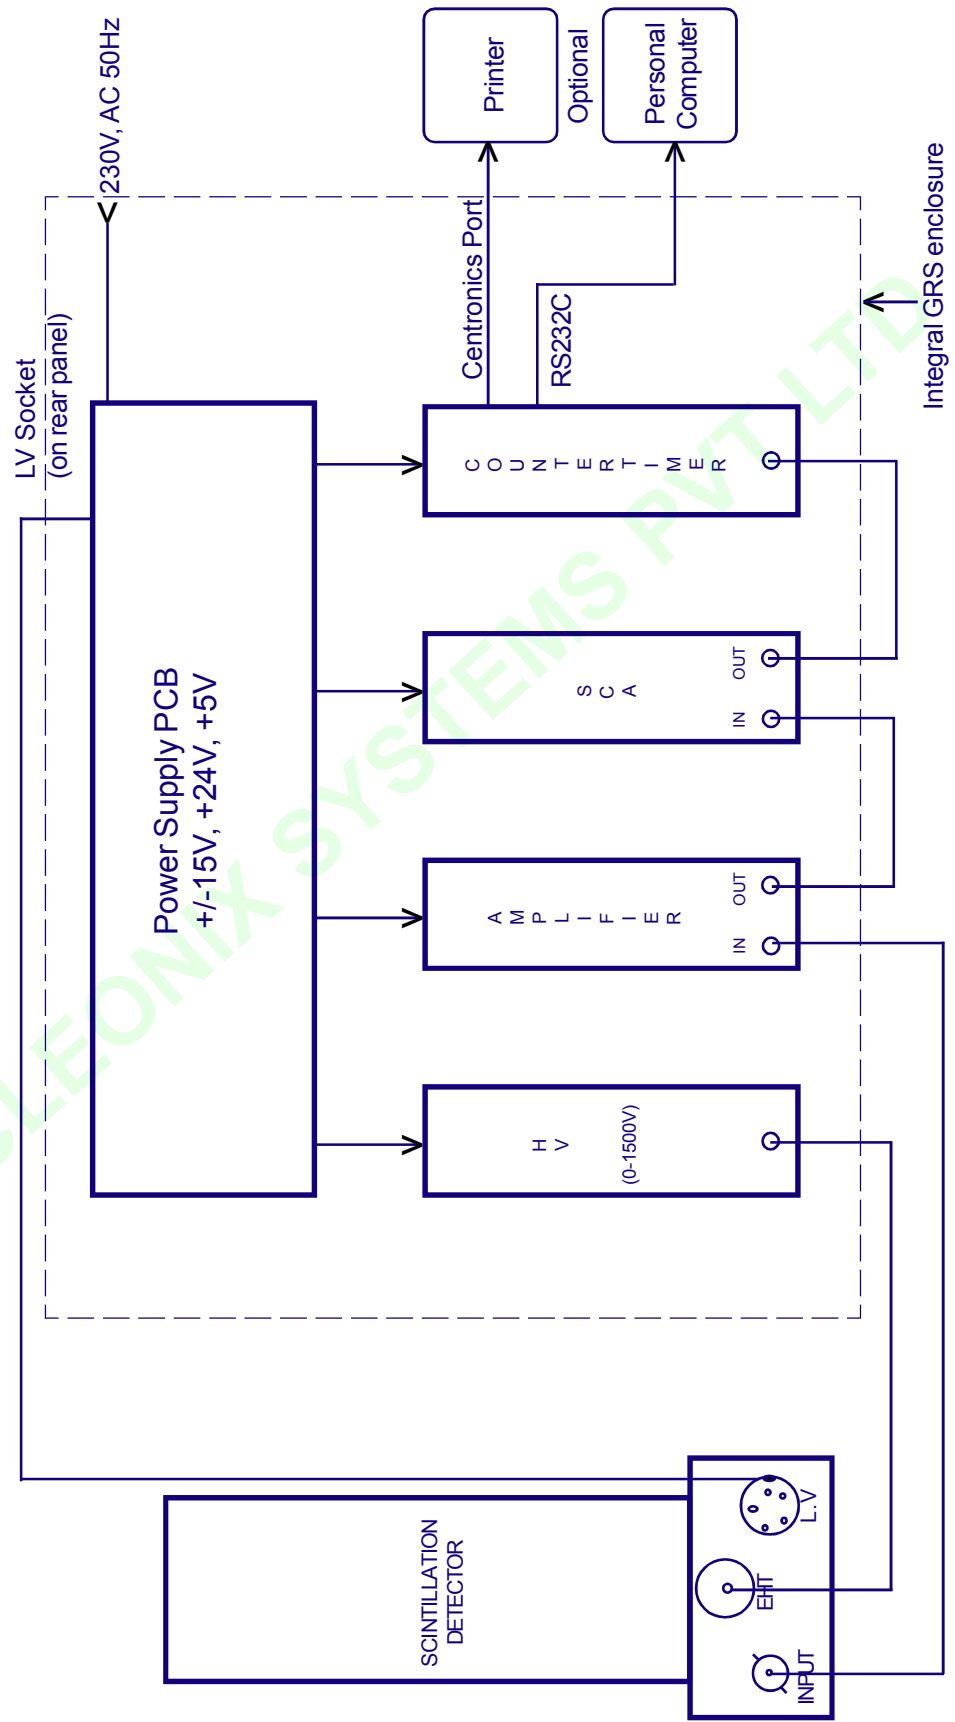 LV Socket
(on rear panel)
230V, AC 50Hz
Power Supply PCB
+/-15V, +24V, +5V
SCINTILLATION
DETECTOR
HV
(0-1500V)
AMPLIFIER
IN
OUT
SCA
IN
OUT
COUNTER TIMER
Centronics Port
RS232C
Printer
Optional
Personal
Computer
INPUT
EHT
L.V
Integral GRS enclosure
LEONIX SYSTEMS PVT LTD